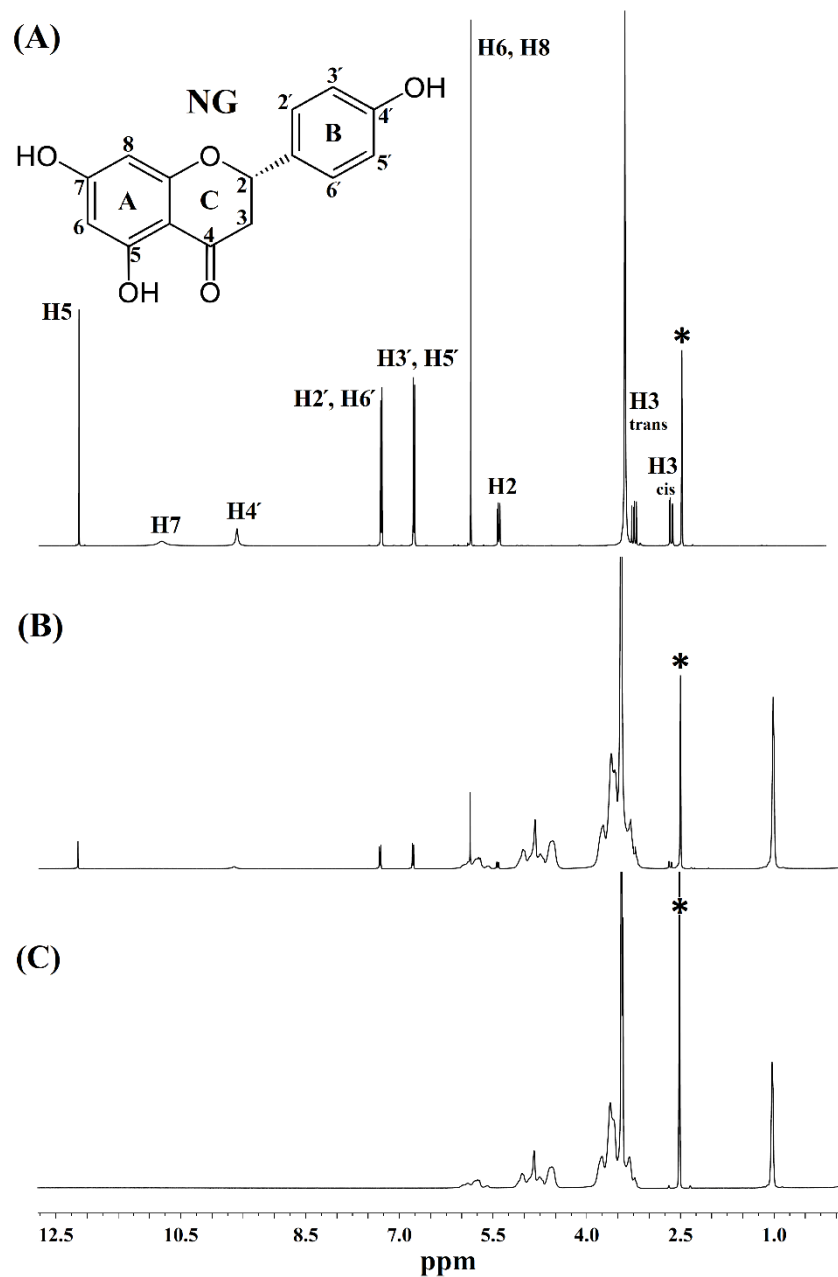 (A)
H6, H8
NG
3´
OH
2´
4´
B
8
O
5´
HO
2
6´
7
A
C
3
6
4
5
OH
O
H5
H3´, H5´
*
H2´, H6´
H3
trans
H3
cis
H2
H7
H4´
(B)
*
(C)
*
12.5 10.5 8.5 7.0 5.5 4.0 2.5 1.0
ppm